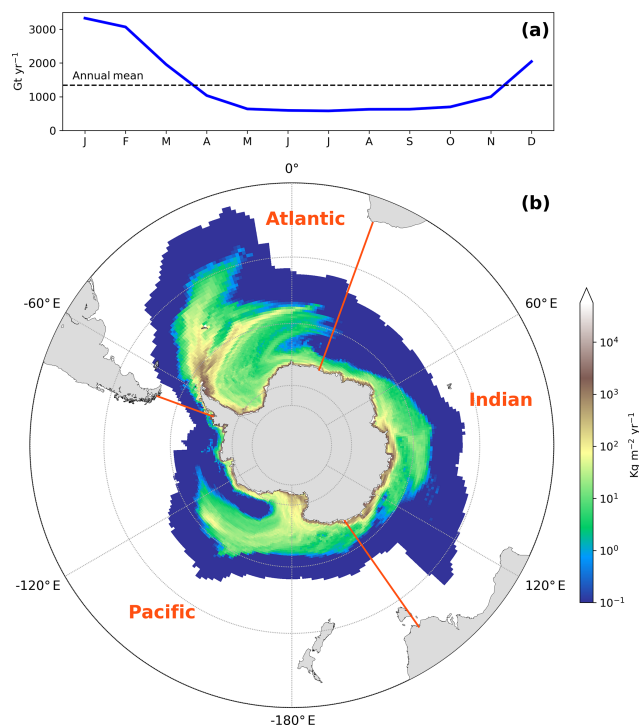 (a)
3000
2000
1000
0
Gt yr⁻¹
Annual mean
J F M A M J J A S O N D
0°
(b)
Atlantic
-60°E
60°E
Indian
10⁴
10³
10²
10¹
10⁰
10⁻¹
Kg m⁻² yr⁻¹
-120°E
120°E
Pacific
-180°E